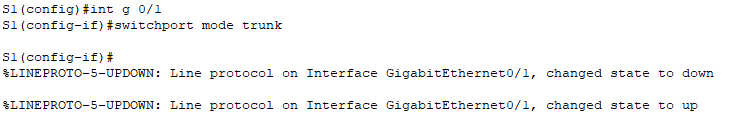 S1(config)#int g 0/1
S1(config-if)#switchport mode trunk
S1(config-if)#
%LINEPROTO-5-UPDOWN: Line protocol on Interface GigabitEthernet0/1, changed state to down
%LINEPROTO-5-UPDOWN: Line protocol on Interface GigabitEthernet0/1, changed state to up